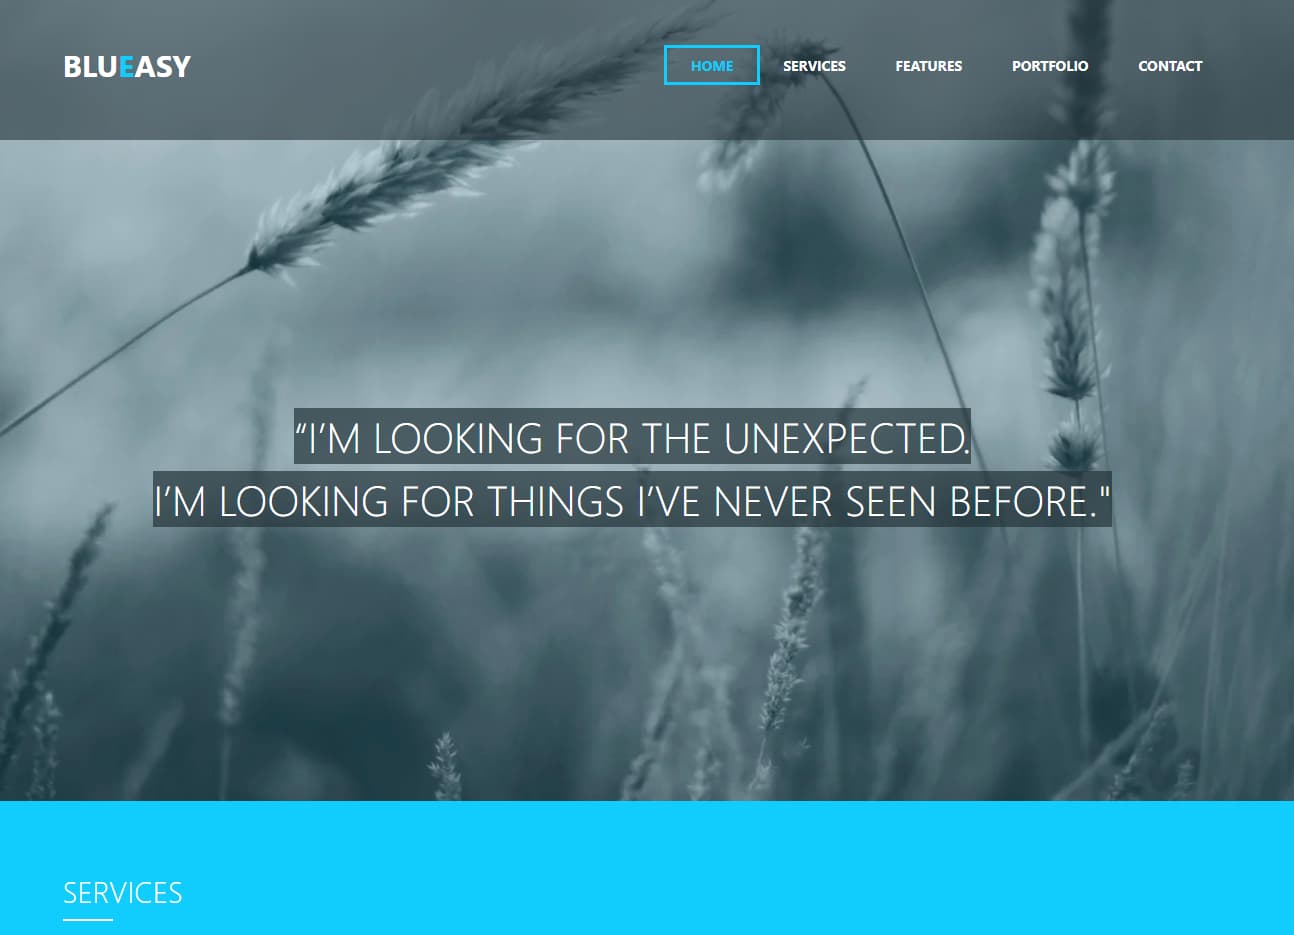 BLUEASY
HOME SERVICES FEATURES PORTFOLIO CONTACT
“I’M LOOKING FOR THE UNEXPECTED.
I’M LOOKING FOR THINGS I’VE NEVER SEEN BEFORE."
SERVICES